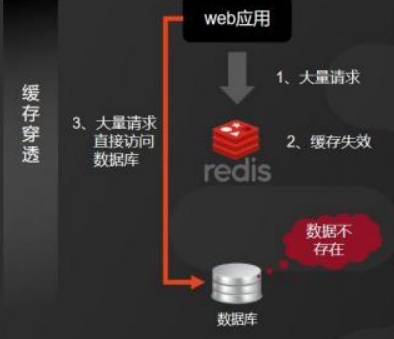 web应用
缓存穿透
1、大量请求
3、大量请求
直接访问
数据库
2、缓存失效
redis
数据不
存在
数据库